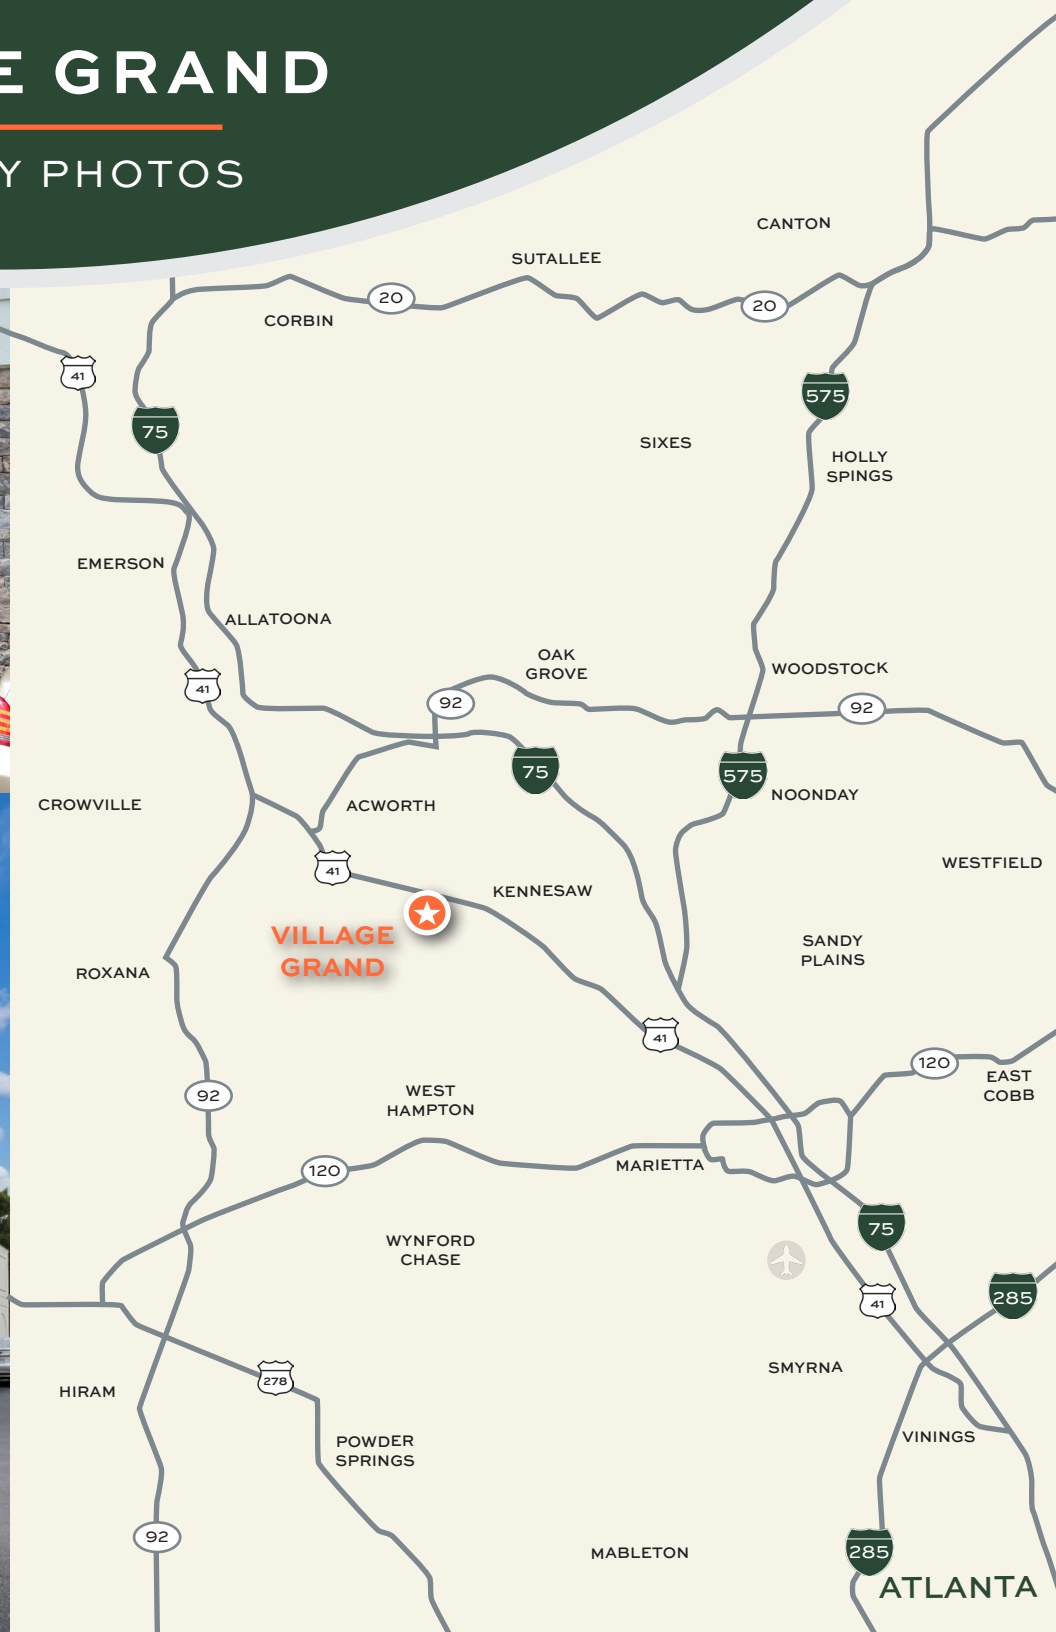 E GRAND
Y PHOTOS
CANTON
SUTALLEE
20
20
CORBIN
41
575
75
SIXES
HOLLY
SPINGS
EMERSON
ALLATOONA
OAK
GROVE
WOODSTOCK
41
92
92
75
575
NOONDAY
CROWVILLE
ACWORTH
41
WESTFIELD
KENNESAW
VILLAGE
GRAND
SANDY
PLAINS
ROXANA
41
120
EAST
COBB
92
WEST
HAMPTON
120
MARIETTA
75
WYNFORD
CHASE
285
41
SMYRNA
278
HIRAM
VININGS
POWDER
SPRINGS
92
MABLETON
285
ATLANTA